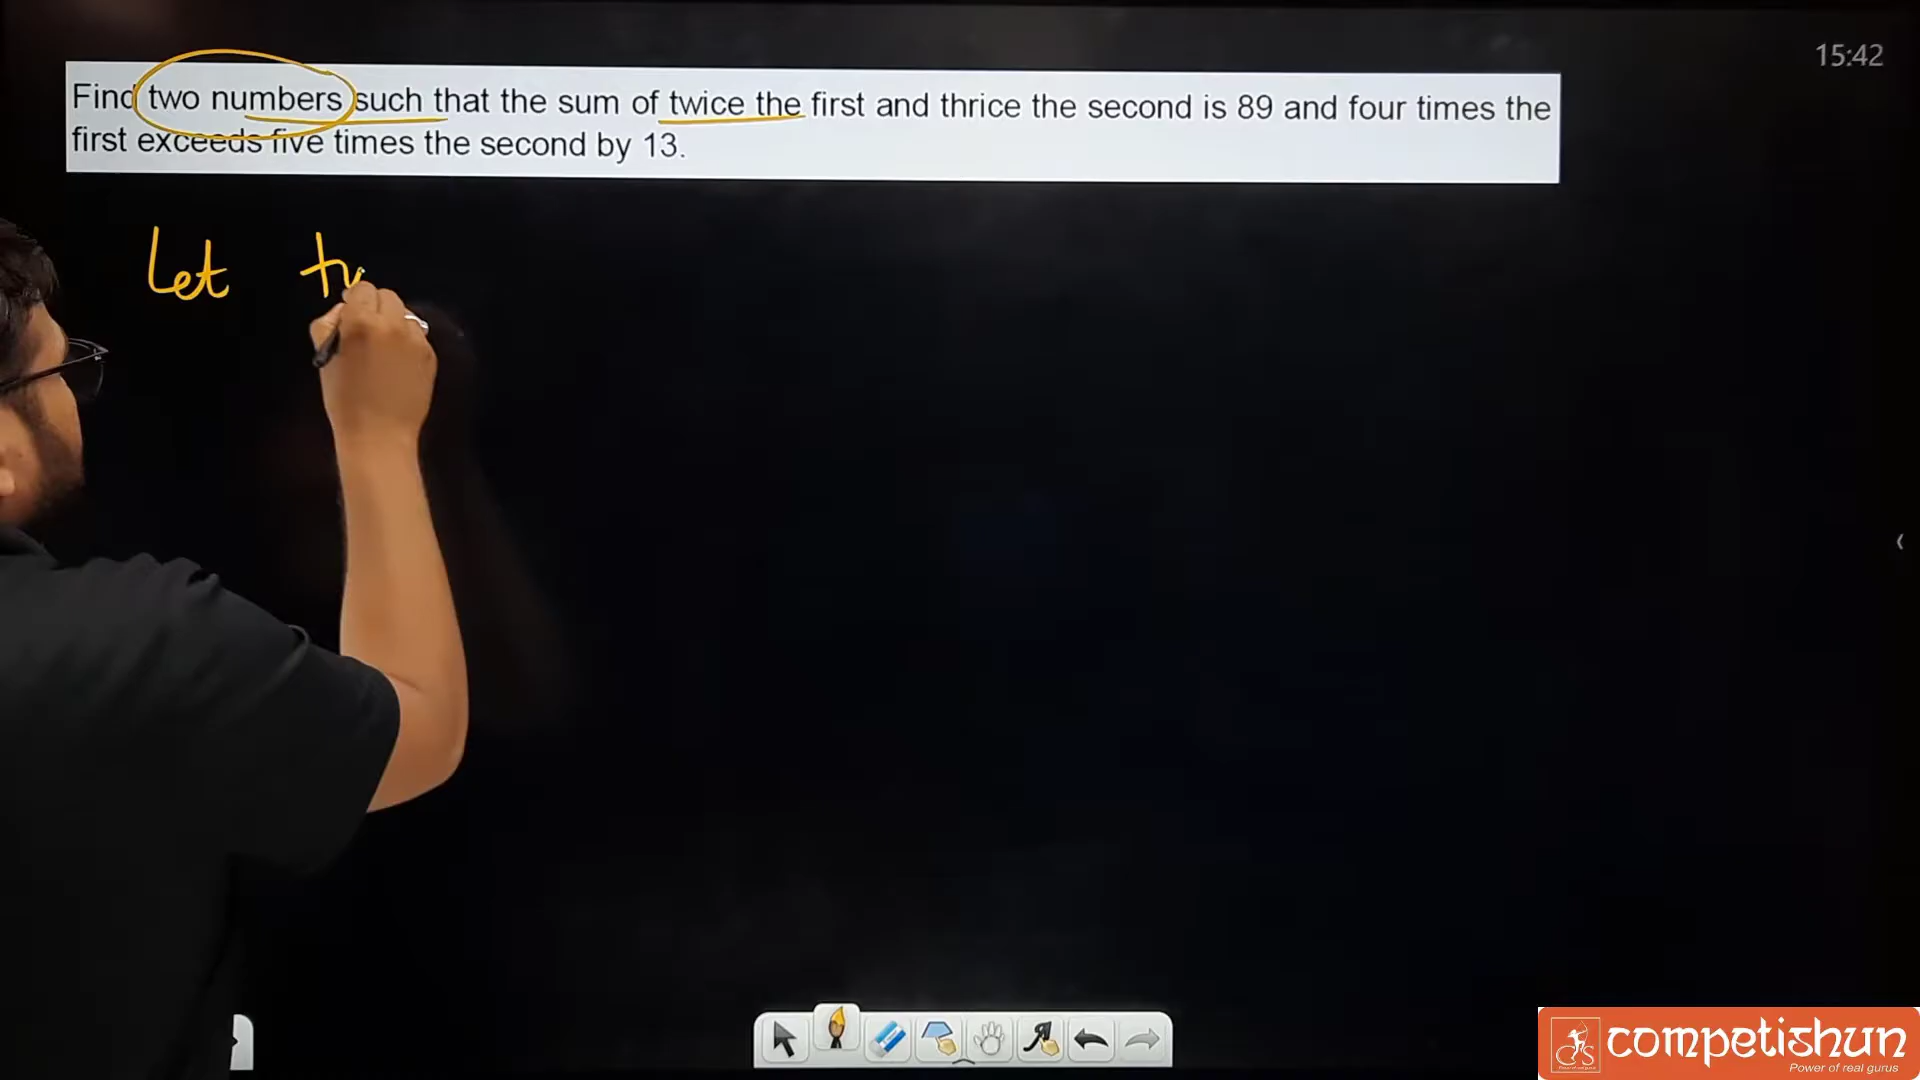 15:42
Find two numbers such that the sum of twice the first and thrice the second is 89 and four times the
first exceeds five times the second by 13.
Let
competishun
Power of real gurus